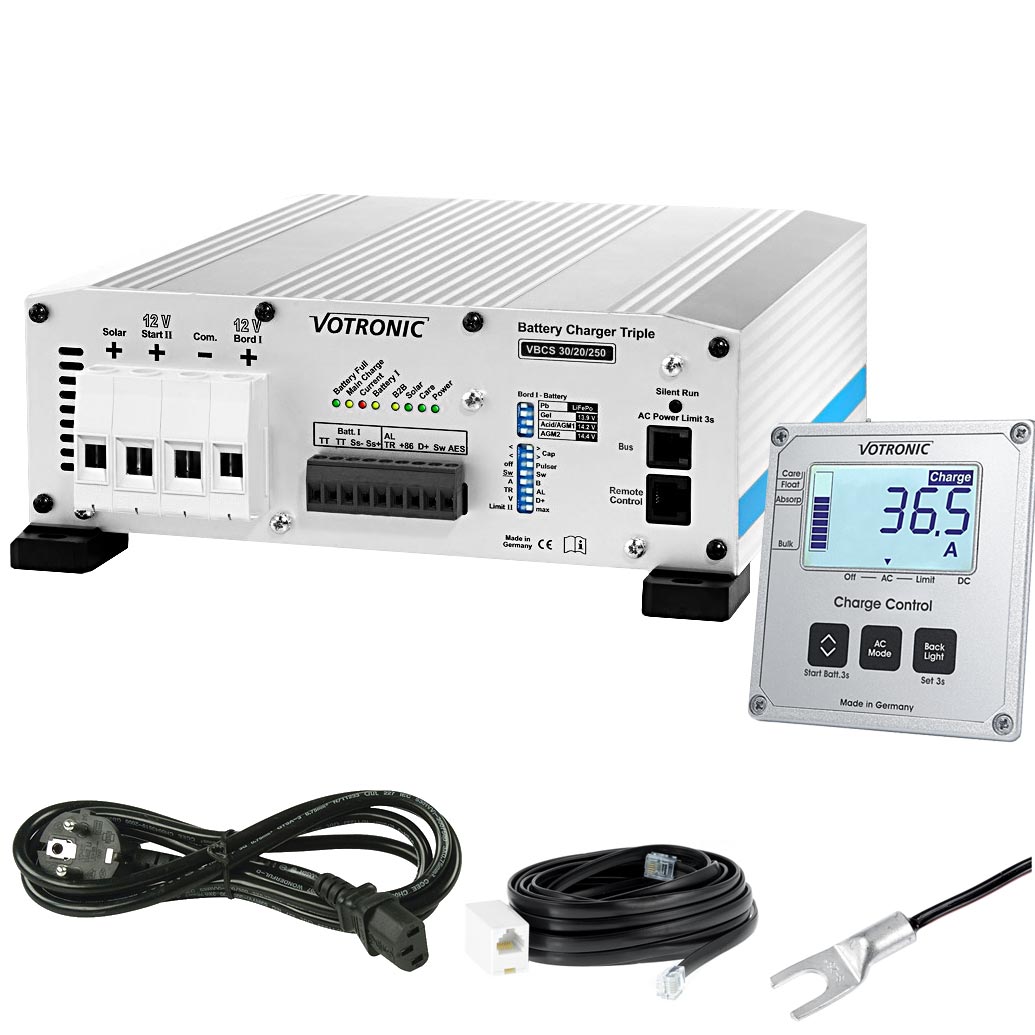 Solar
12 V
Start II
Com.
12 V
Bord I
+ + − +
VOTRONIC
Battery Charger Triple
VBCS 30/20/250
Battery Full
Main Charge
Current
Battery I
B2B
Solar
Care
Power
Batt. I
AL
TT TT Ss- Ss+ TR +86 D+ Sw AES
Bord I - Battery
Pb LiFePo
Gel 13.9 V
Acid/AGM1 14.2 V
AGM2 14.4 V
< >
< > Cap
off Pulser
Sw Sw
A B
TR AL
V D+
Limit II max
Silent Run
AC Power Limit 3s
Bus
Remote
Control
Made in
Germany CE i
VOTRONIC
Care
Float
Absorp
Bulk
Charge
36.5
A
Off AC Limit DC
Charge Control
AC
Mode
Back
Light
Start Batt.3s
Set 3s
Made in Germany